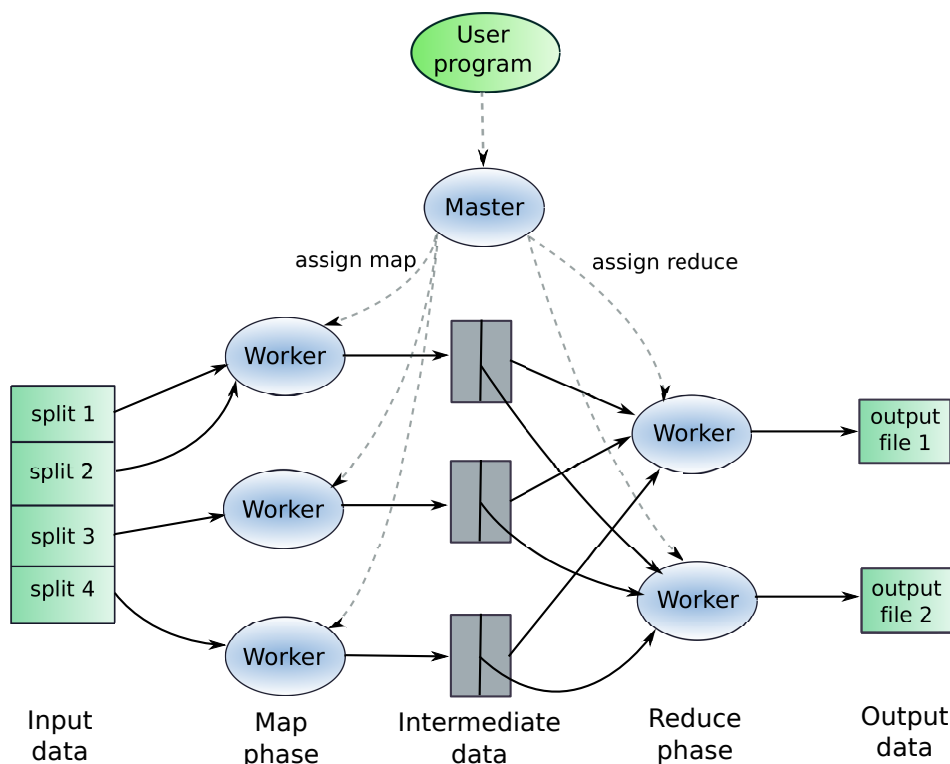 User
program
Master
assign map
assign reduce
Worker
split 1
split 2
split 3
split 4
Worker
Worker
Worker
Worker
output
file 1
output
file 2
Input
data
Map
phase
Intermediate
data
Reduce
phase
Output
data